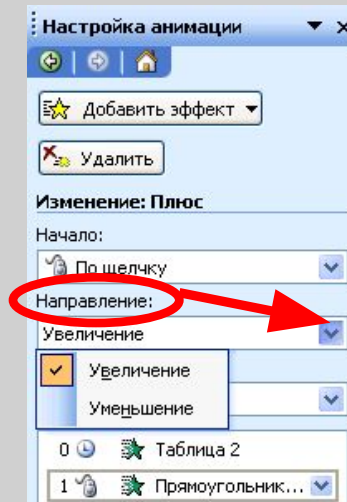 Настройка анимации
Добавить эффект
Удалить
Изменение: Плюс
Начало:
По щелчку
Направление:
Увеличение
Увеличение
Уменьшение
0 Таблица 2
1 Прямоугольник...